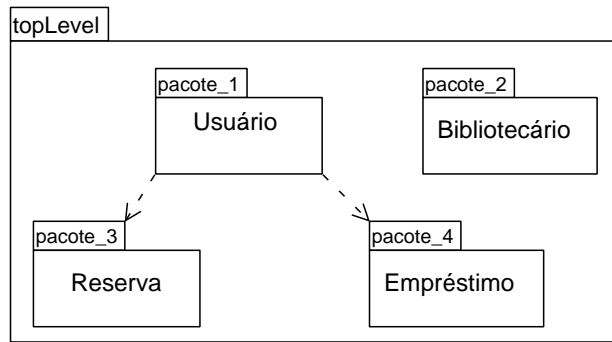 topLevel
pacote_1
Usuário
pacote_2
Bibliotecário
pacote_3
Reserva
pacote_4
Empréstimo